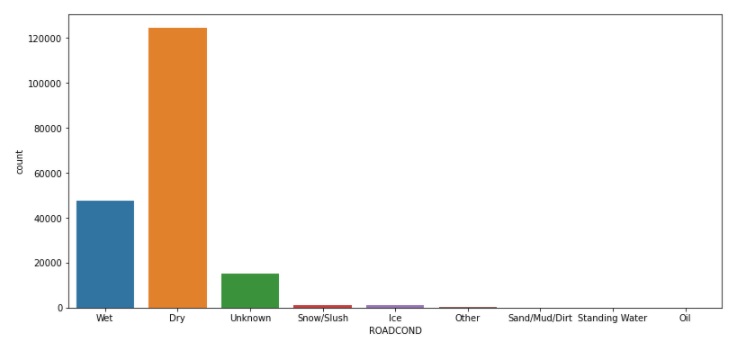 120000
100000
80000
60000
40000
20000
0
count
Wet Dry Unknown Snow/Slush Ice Other Sand/Mud/Dirt Standing Water Oil
ROADCOND